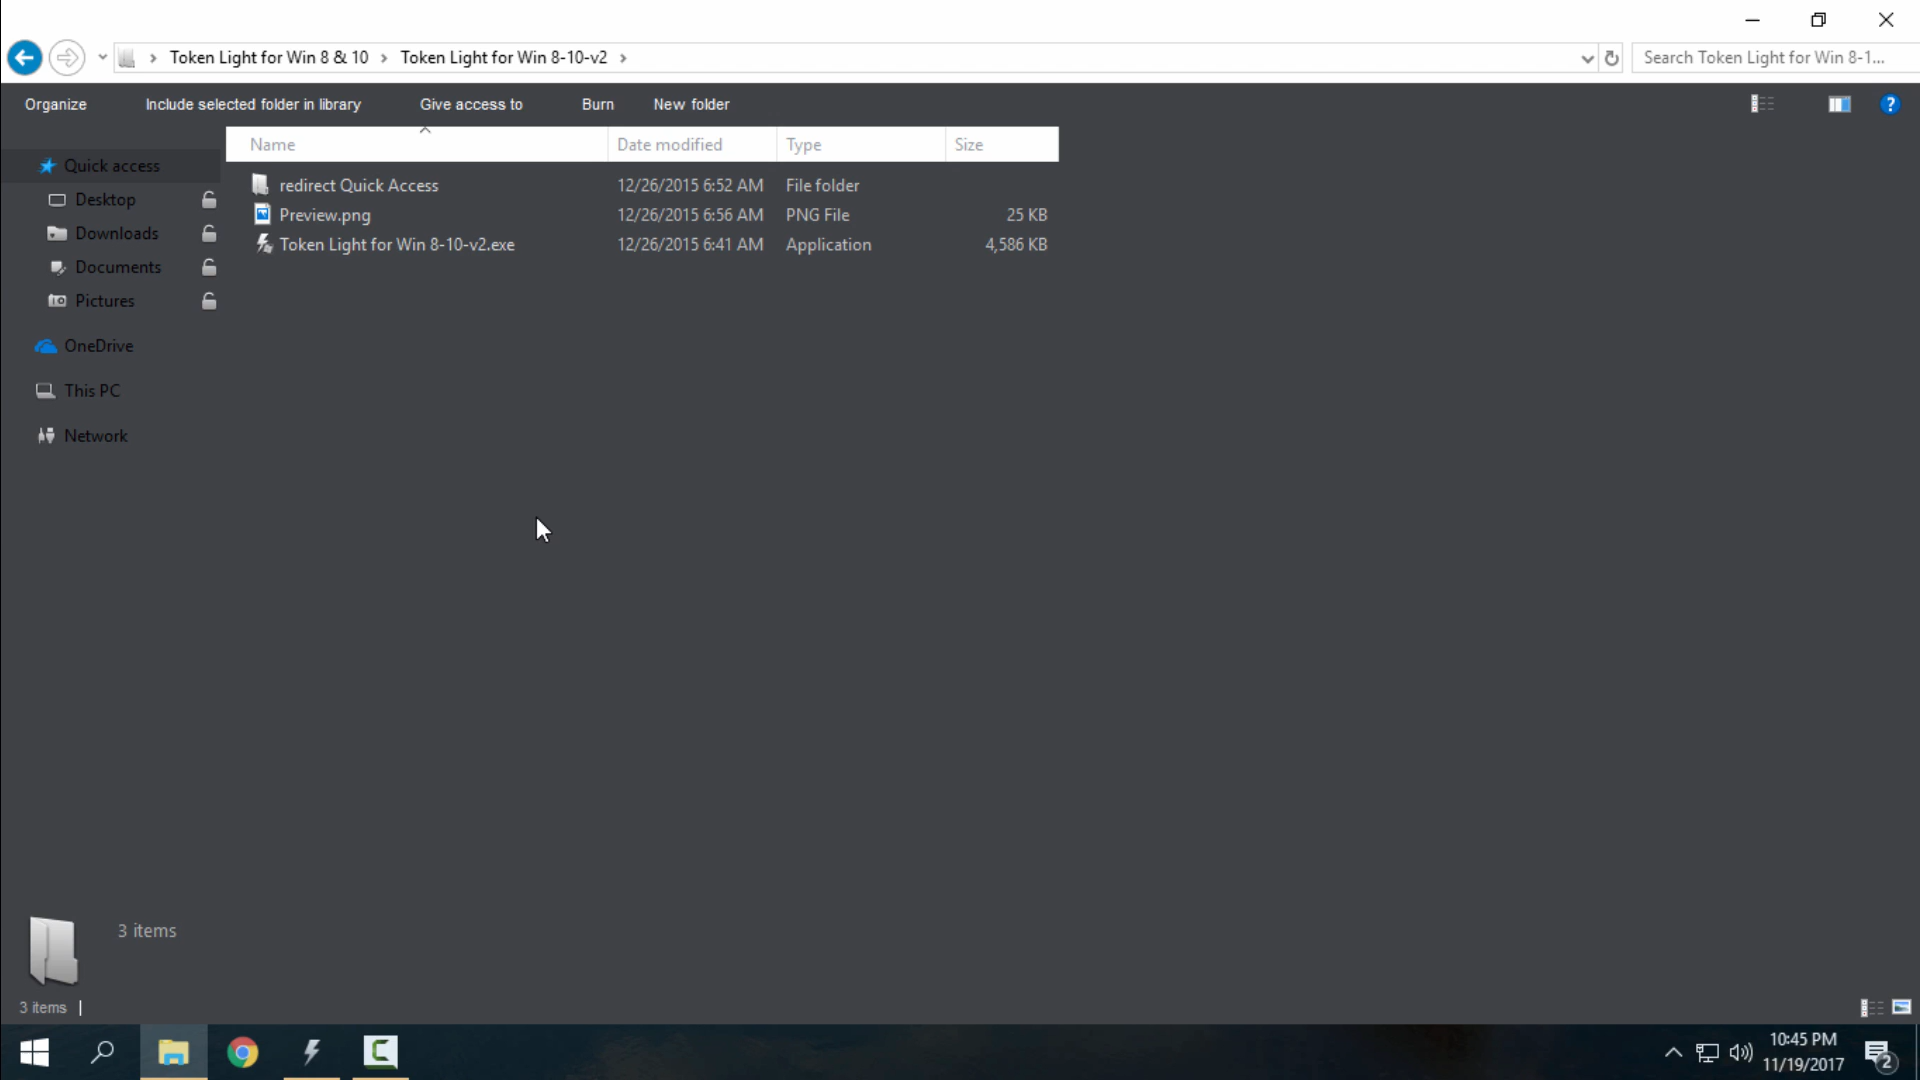 Token Light for Win 8 & 10 Token Light for Win 8-10-v2 Search Token Light for Win 8-1...
Organize Include selected folder in library Give access to Burn New folder ?
Name Date modified Type Size
Quick access
redirect Quick Access 12/26/2015 6:52 AM File folder
Desktop
Preview.png 12/26/2015 6:56 AM PNG File 25 KB
Downloads
Token Light for Win 8-10-v2.exe 12/26/2015 6:41 AM Application 4,586 KB
Documents
Pictures
OneDrive
This PC
Network
3 items
3 items
10:45 PM
11/19/2017
2